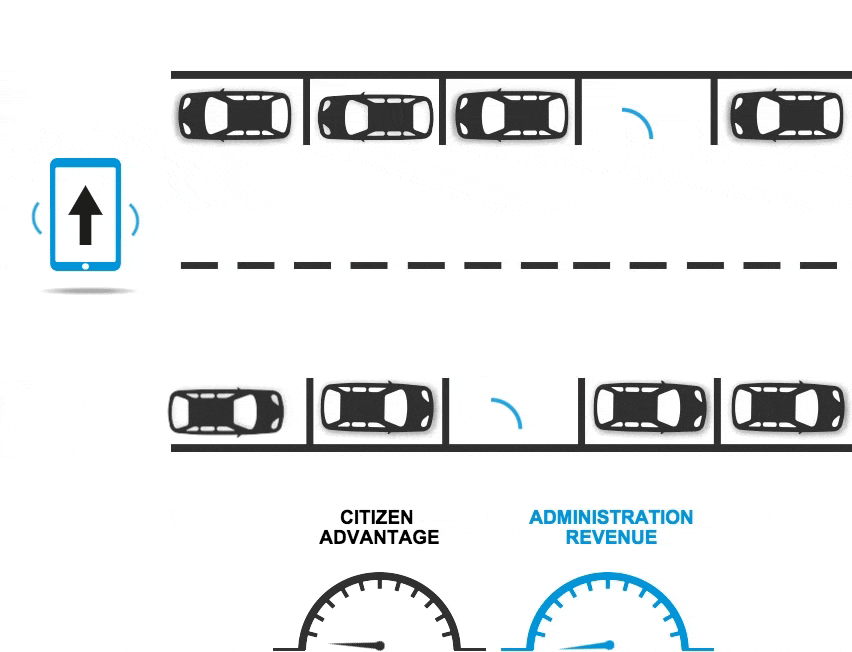 CITIZEN
ADVANTAGE
ADMINISTRATION
REVENUE